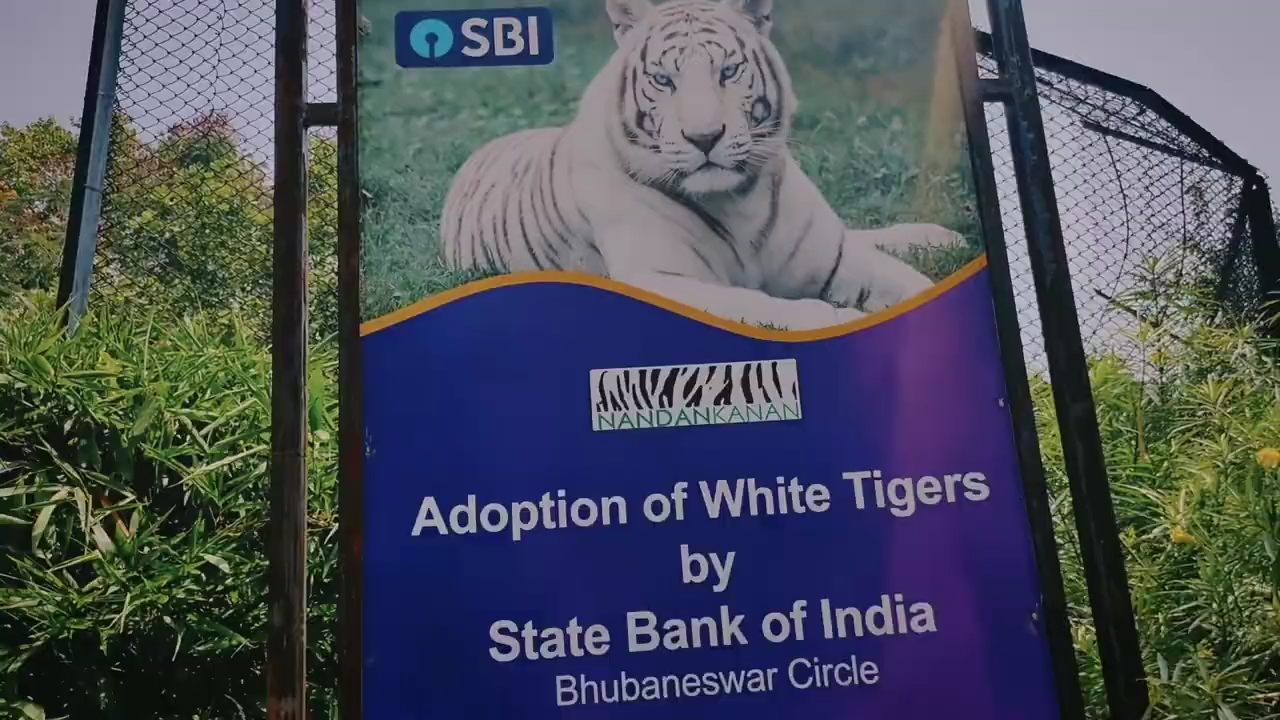 SBI
NANDANKANAN
Adoption of White Tigers
by
State Bank of India
Bhubaneswar Circle